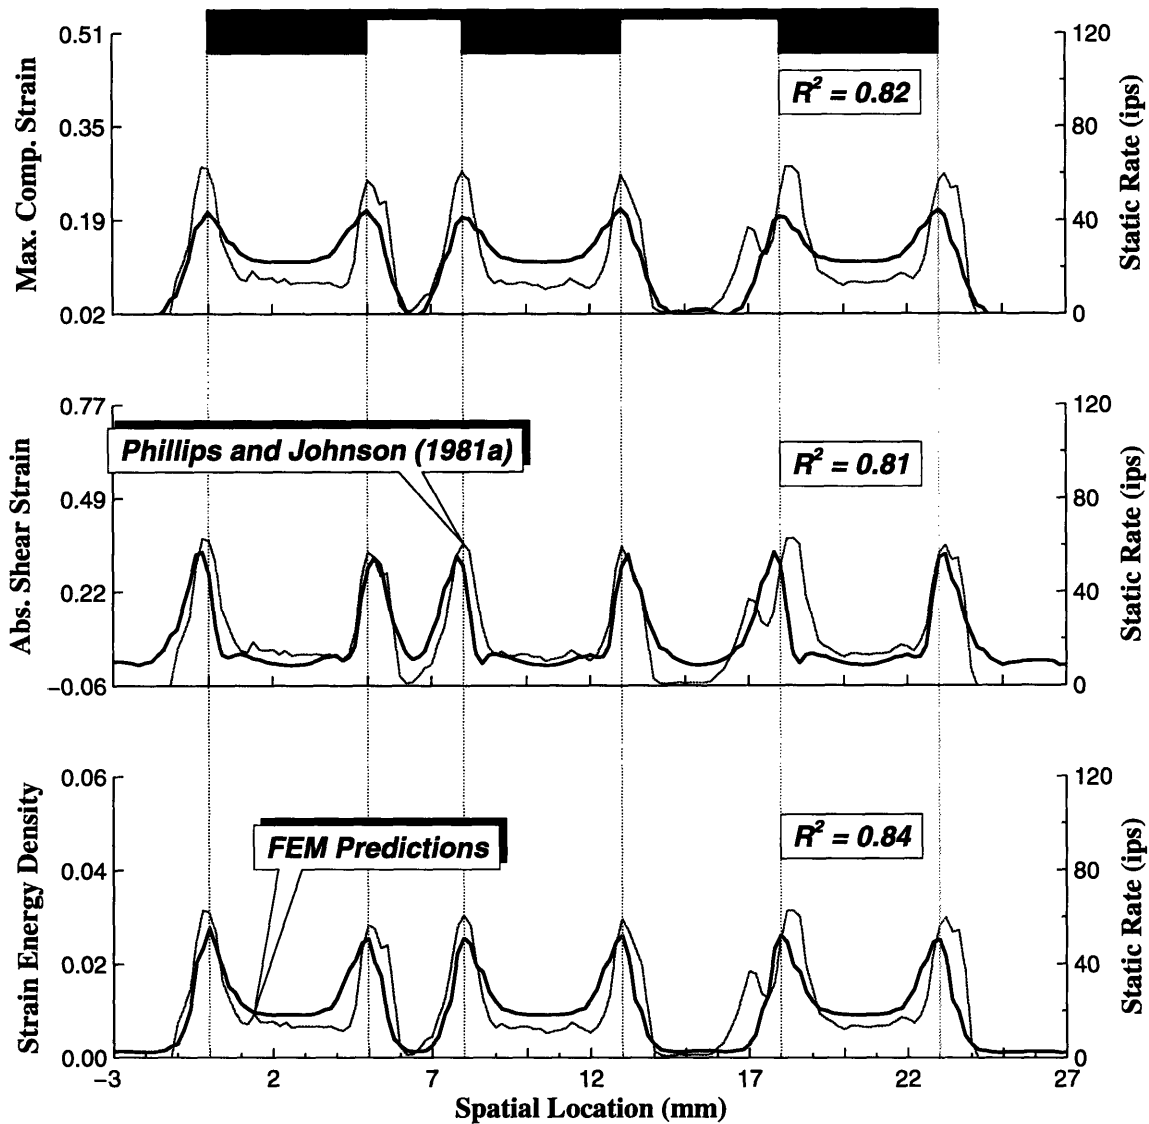 0.51
0.35
0.19
0.02
Max. Comp. Strain
R² = 0.82
120
80
40
0
Static Rate (ips)
0.77
0.49
0.22
−0.06
Abs. Shear Strain
Phillips and Johnson (1981a)
R² = 0.81
120
80
40
0
Static Rate (ips)
0.06
0.04
0.02
0.00
Strain Energy Density
FEM Predictions
R² = 0.84
120
80
40
0
Static Rate (ips)
−3 2 7 12 17 22 27
Spatial Location (mm)